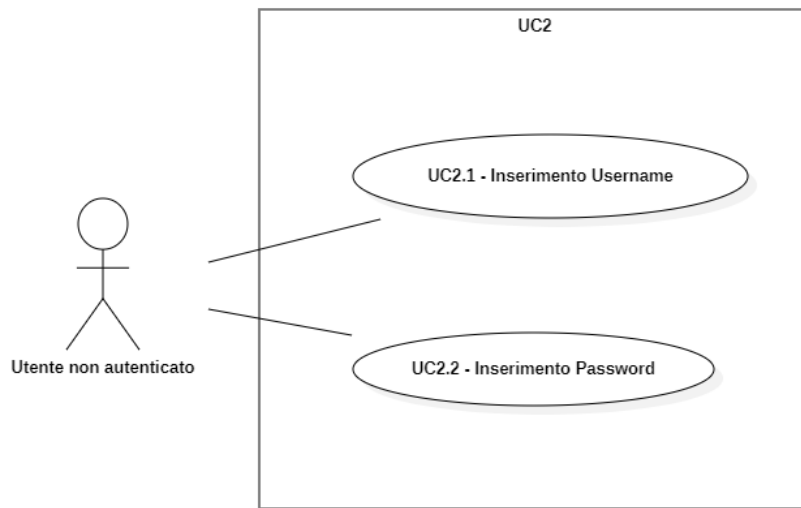 UC2
UC2.1 - Inserimento Username
Utente non autenticato
UC2.2 - Inserimento Password